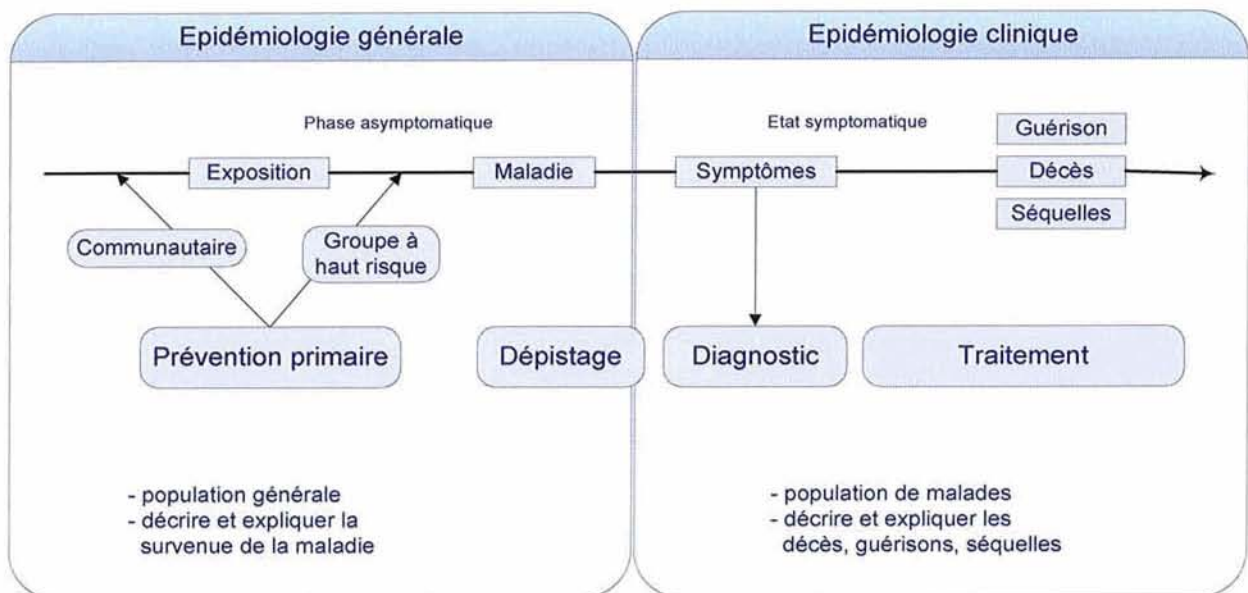 Epidémiologie générale
Epidémiologie clinique
Phase asymptomatique
Etat symptomatique
Guérison
Exposition
Maladie
Symptômes
Décès
Séquelles
Communautaire
Groupe à
haut risque
Prévention primaire
Dépistage
Diagnostic
Traitement
- population générale
- décrire et expliquer la
survenue de la maladie
- population de malades
- décrire et expliquer les
décès, guérisons, séquelles